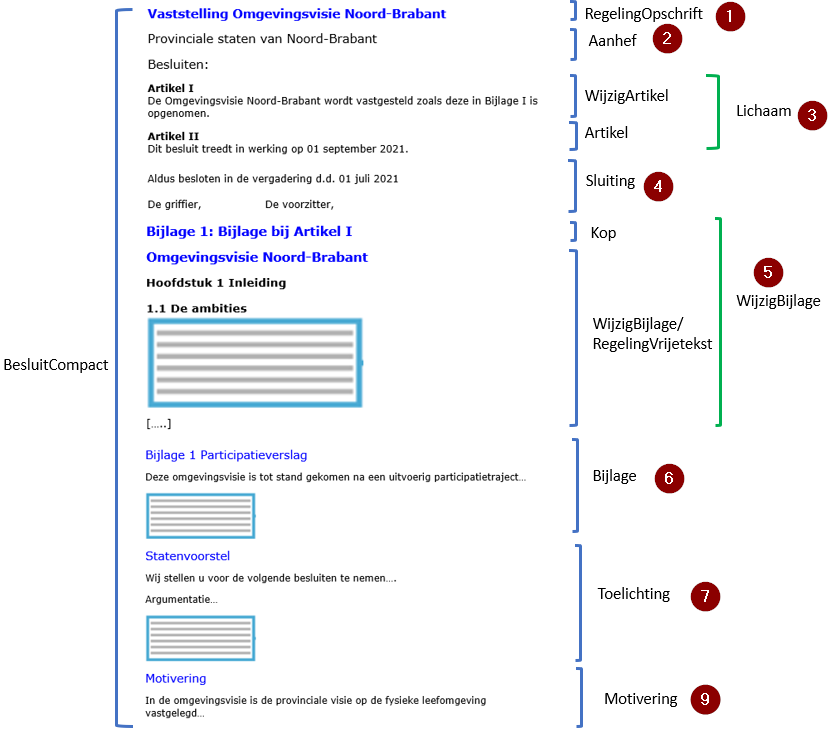 Vaststelling Omgevingsvisie Noord-Brabant
RegelingOpschrift 1
Provinciale staten van Noord-Brabant
Aanhef 2
Besluiten:
Artikel I
De Omgevingsvisie Noord-Brabant wordt vastgesteld zoals deze in Bijlage I is
opgenomen.
WijzigArtikel
Lichaam 3
Artikel II
Dit besluit treedt in werking op 01 september 2021.
Artikel
Aldus besloten in de vergadering d.d. 01 juli 2021
Sluiting 4
De griffier, De voorzitter,
Bijlage 1: Bijlage bij Artikel I
Kop
Omgevingsvisie Noord-Brabant
Hoofdstuk 1 Inleiding
5
WijzigBijlage
1.1 De ambities
WijzigBijlage/
RegelingVrijetekst
BesluitCompact
[…..]
Bijlage 1 Participatieverslag
Deze omgevingsvisie is tot stand gekomen na een uitvoerig participatietraject…
Bijlage 6
Statenvoorstel
Wij stellen u voor de volgende besluiten te nemen….
Argumentatie…
Toelichting 7
Motivering
In de omgevingsvisie is de provinciale visie op de fysieke leefomgeving
vastgelegd…
Motivering 9